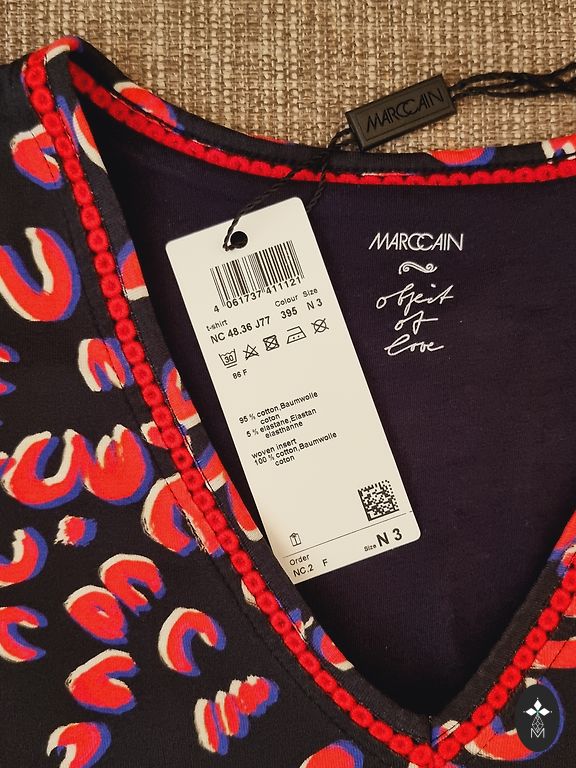 MARCCAIN
MARCCAIN
object
of
love
4 061737 411121
t-shirt Colour Size
NC 48.36 J77 395 N 3
30
86 F
95 % cotton,Baumwolle
coton
5 % elastane,Elastan
elasthanne
woven insert
100 % cotton,Baumwolle
coton
Order
NC.2 F
Size N 3
M